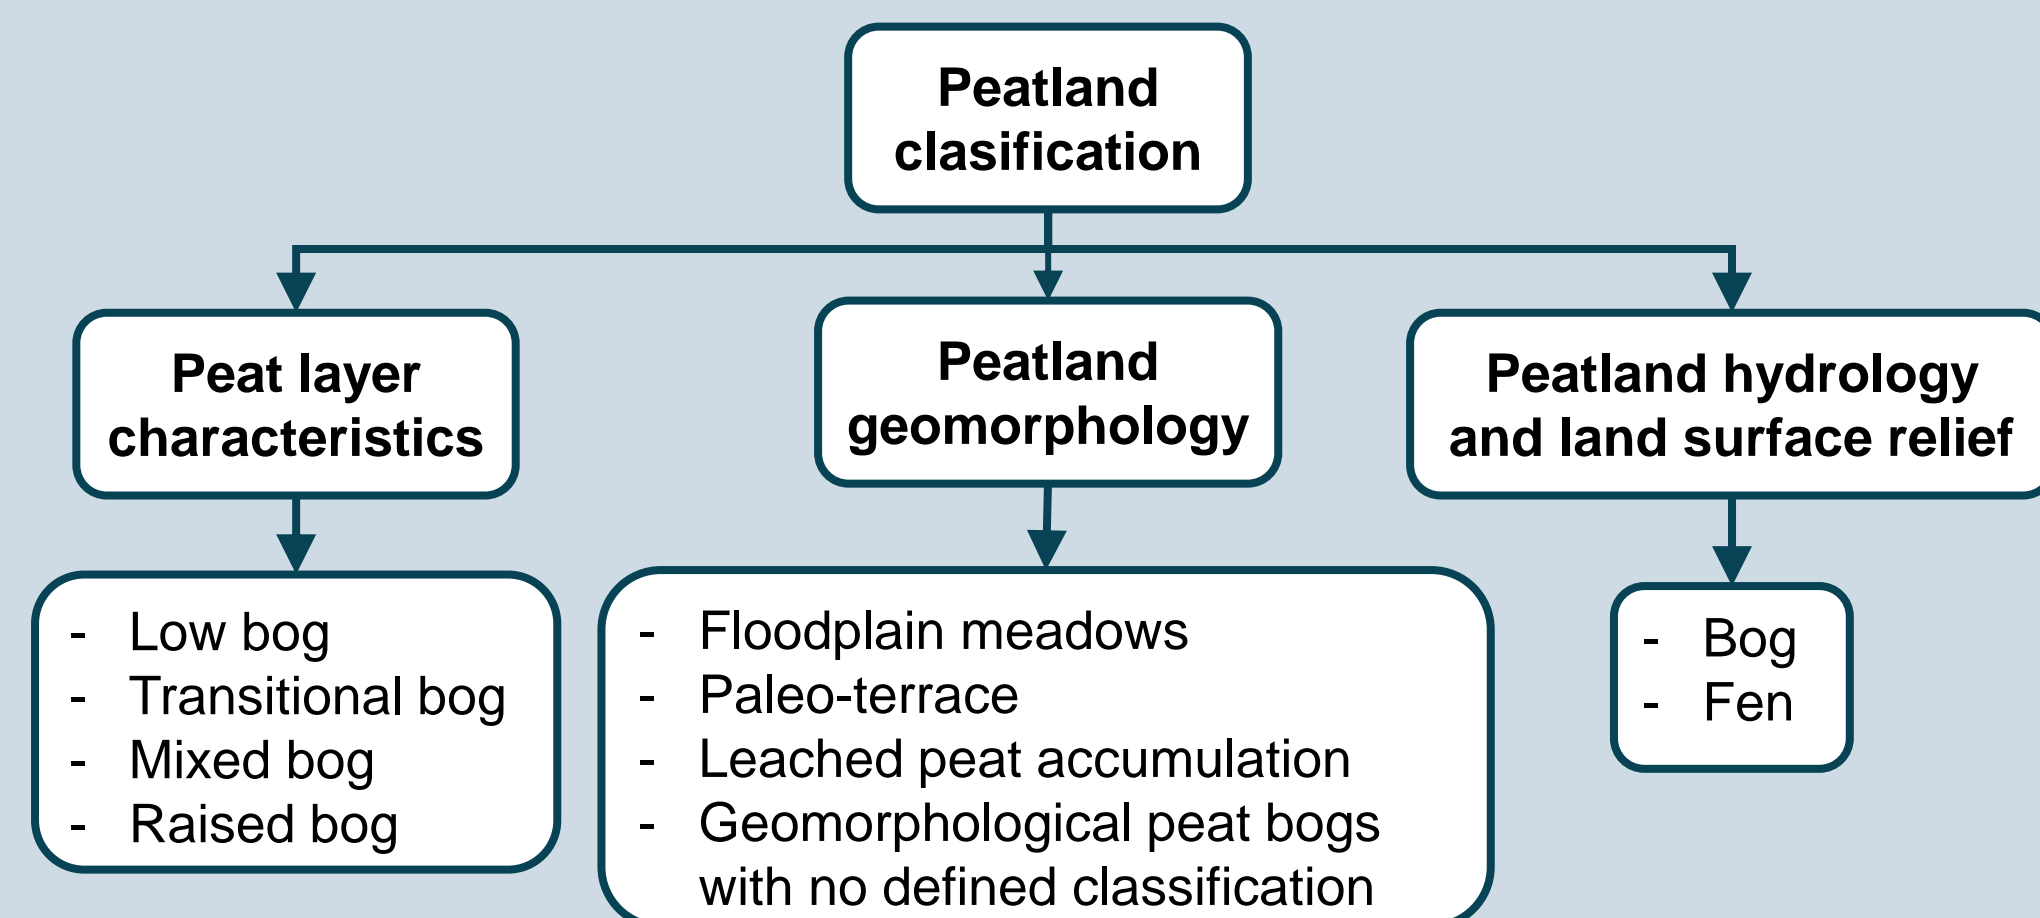 Peatland
clasification
Peat layer
characteristics
Peatland
geomorphology
Peatland hydrology
and land surface relief
- Low bog
- Transitional bog
- Mixed bog
- Raised bog
- Floodplain meadows
- Paleo-terrace
- Leached peat accumulation
- Geomorphological peat bogs
with no defined classification
- Bog
- Fen